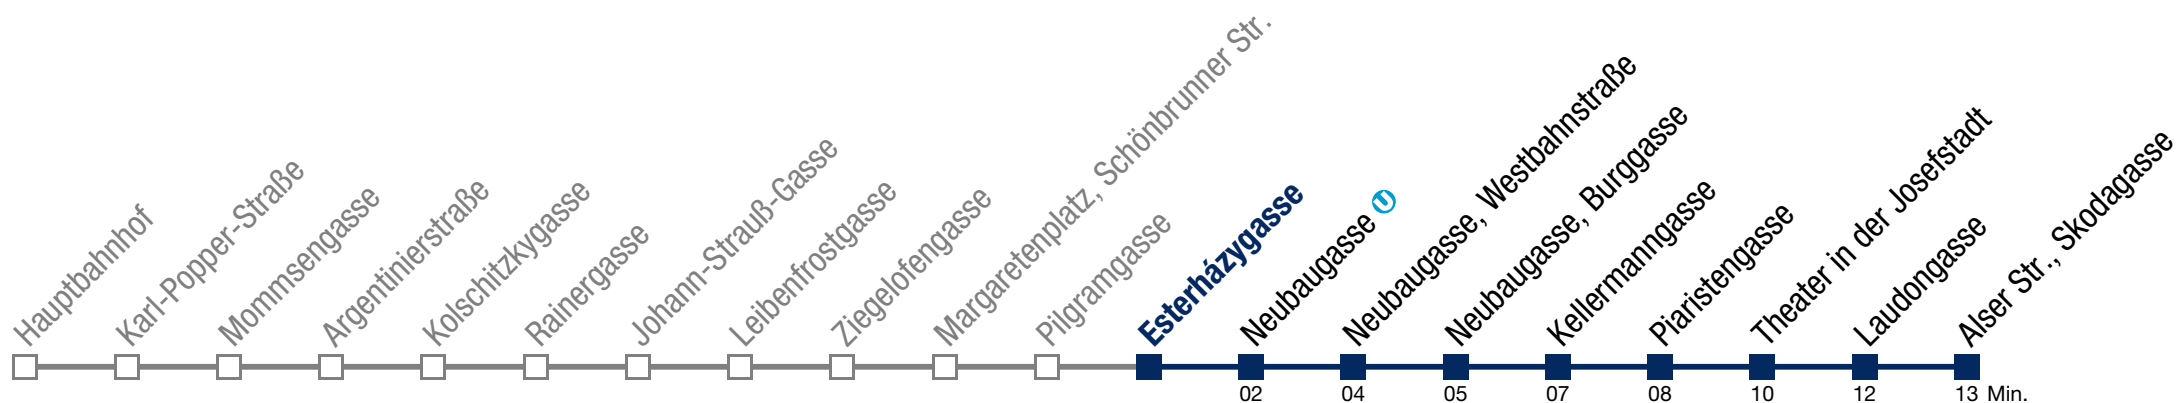 Hauptbahnhof
Karl-Popper-Straße
Mommsengasse
Argentinierstraße
Kolschitzkygasse
Rainergasse
Johann-Strauß-Gasse
Leibenfrostgasse
Ziegelofengasse
Margaretenplatz, Schönbrunner Str.
Pilgramgasse
Esterházygasse
Neubaugasse U
Neubaugasse, Westbahnstraße
Neubaugasse, Burggasse
Kellermanngasse
Piaristengasse
Theater in der Josefstadt
Laudongasse
Alser Str., Skodagasse
02 04 05 07 08 10 12 13 Min.